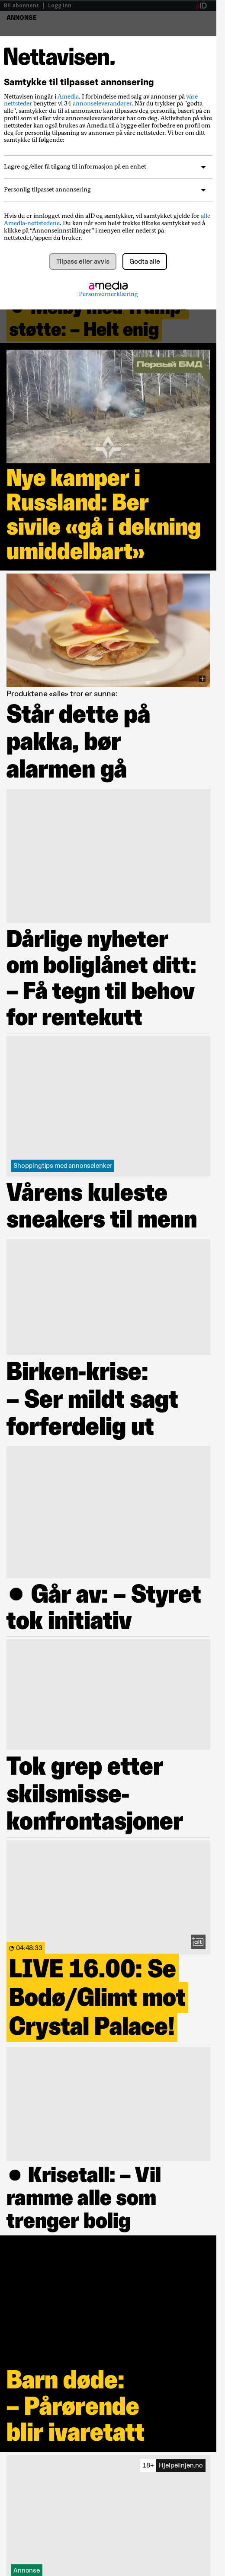 Bli abonnent | Logg inn
aID
ANNONSE
Nettavisen.
Samtykke til tilpasset annonsering
Nettavisen inngår i Amedia. I forbindelse med salg av annonser på våre
nettsteder benytter vi 34 annonseleverandører. Når du trykker på "godta
alle", samtykker du til at annonsene kan tilpasses deg personlig basert på den
profil som vi eller våre annonseleverandører har om deg. Aktiviteten på våre
nettsteder kan også brukes av Amedia til å bygge eller forbedre en profil om
deg for personlig tilpasning av annonser på våre nettsteder. Vi ber om ditt
samtykke til følgende:
Lagre og/eller få tilgang til informasjon på en enhet
Personlig tilpasset annonsering
Hvis du er innlogget med din aID og samtykker, vil samtykket gjelde for alle
Amedia-nettstedene. Du kan når som helst trekke tilbake samtykket ved å
klikke på “Annonseinnstillinger” i menyen eller nederst på
nettstedet/appen du bruker.
Tilpass eller avvis
Godta alle
amedia
Personvernerklæring
● Melby med Trump-
støtte: – Helt enig
Первый БМД
Nye kamper i
Russland: Ber
sivile «gå i dekning
umiddelbart»
Produktene «alle» tror er sunne:
Står dette på
pakka, bør
alarmen gå
Dårlige nyheter
om boliglånet ditt:
– Få tegn til behov
for rentekutt
Shoppingtips med annonselenker
Vårens kuleste
sneakers til menn
Birken-krise:
– Ser mildt sagt
forferdelig ut
● Går av: – Styret
tok initiativ
Tok grep etter
skilsmisse-
konfrontasjoner
04:48:33
alt
LIVE 16.00: Se
Bodø/Glimt mot
Crystal Palace!
● Krisetall: – Vil
ramme alle som
trenger bolig
Barn døde:
– Pårørende
blir ivaretatt
18+ Hjelpelinjen.no
Annonse